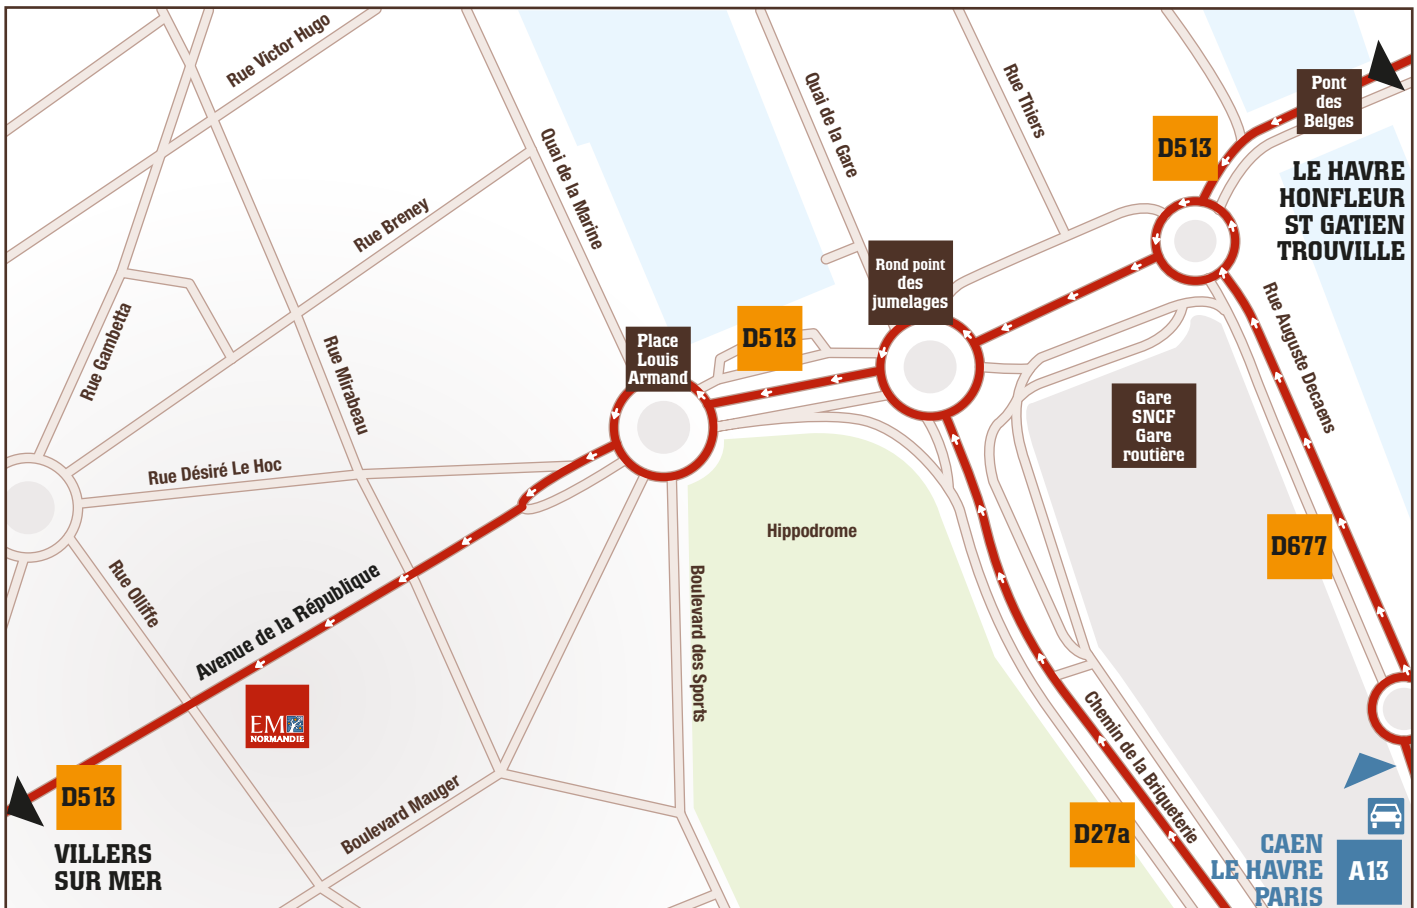 Rue Victor Hugo
Quai de la Marine
Quai de la Gare
Rue Thiers
Pont
des
Belges
D513
LE HAVRE
HONFLEUR
ST GATIEN
TROUVILLE
Rue Breney
Rue Gambetta
Rue Mirabeau
Rond point
des
jumelages
D513
Place
Louis
Armand
Rue Auguste Decaens
Gare
SNCF
Gare
routière
Rue Désiré Le Hoc
Hippodrome
D677
Rue Olliffe
Avenue de la République
Boulevard des Sports
EM
NORMANDIE
Chemin de la Briqueterie
D513
VILLERS
SUR MER
Boulevard Mauger
D27a
CAEN
LE HAVRE
PARIS
A13